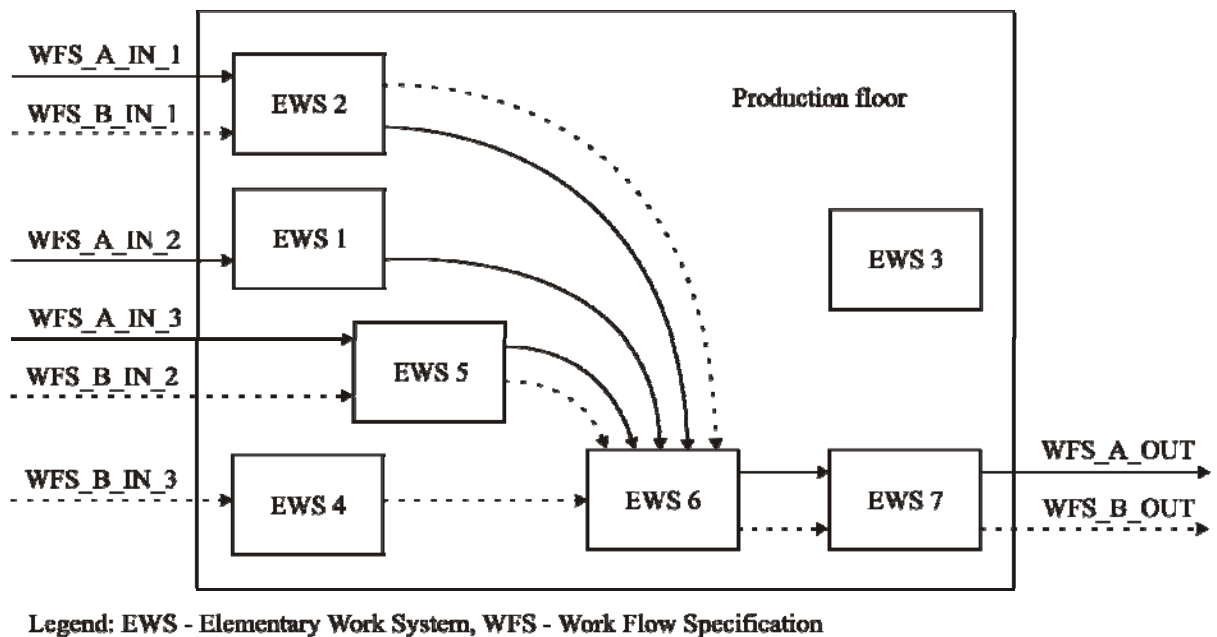 WFS_A_IN_1
WFS_B_IN_1
EWS 2
Production floor
WFS_A_IN_2
EWS 1
EWS 3
WFS_A_IN_3
WFS_B_IN_2
EWS 5
WFS_B_IN_3
EWS 4
EWS 6
EWS 7
WFS_A_OUT
WFS_B_OUT
Legend: EWS - Elementary Work System, WFS - Work Flow Specification